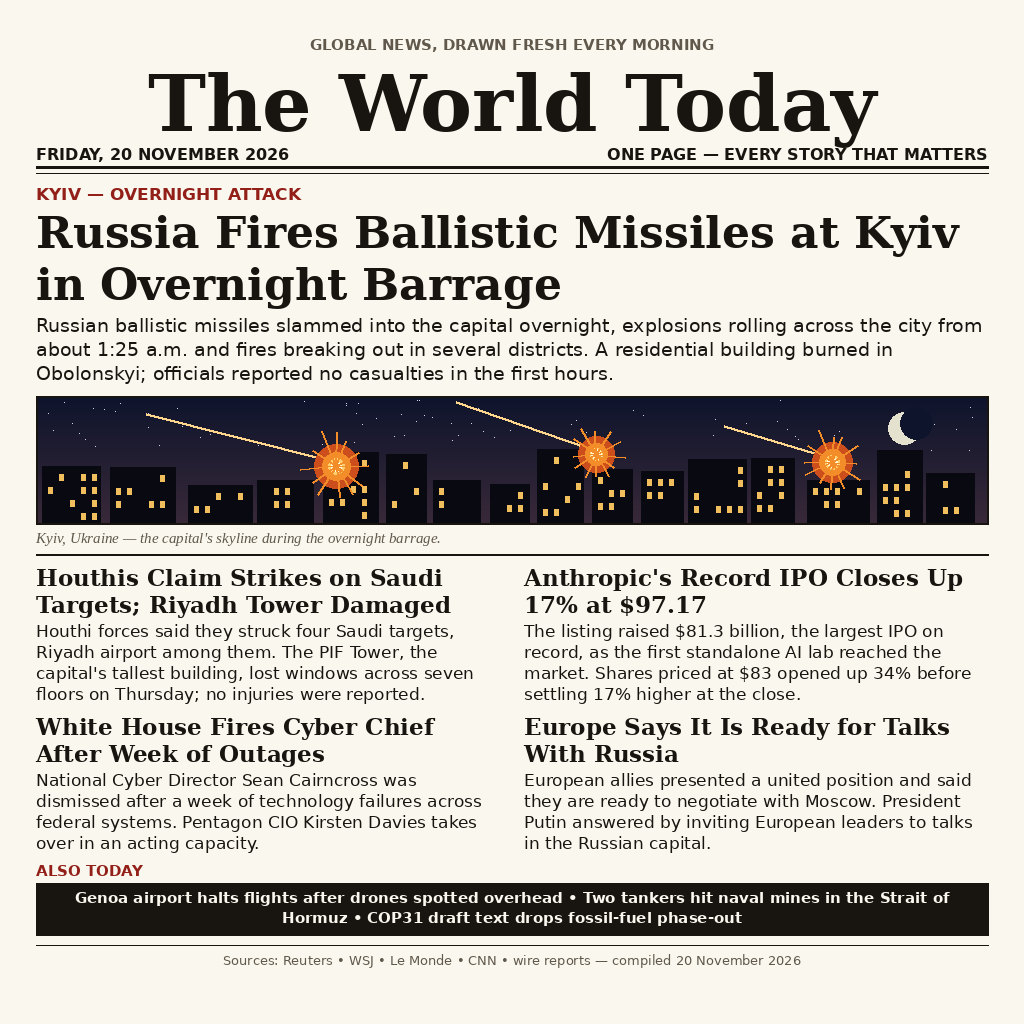 GLOBAL NEWS, DRAWN FRESH EVERY MORNING
The World Today
FRIDAY, 20 NOVEMBER 2026
ONE PAGE — EVERY STORY THAT MATTERS
KYIV — OVERNIGHT ATTACK
Russia Fires Ballistic Missiles at Kyiv
in Overnight Barrage
Russian ballistic missiles slammed into the capital overnight, explosions rolling across the city from
about 1:25 a.m. and fires breaking out in several districts. A residential building burned in
Obolonskyi; officials reported no casualties in the first hours.
Kyiv, Ukraine — the capital's skyline during the overnight barrage.
Houthis Claim Strikes on Saudi
Targets; Riyadh Tower Damaged
Houthi forces said they struck four Saudi targets,
Riyadh airport among them. The PIF Tower, the
capital's tallest building, lost windows across seven
floors on Thursday; no injuries were reported.
Anthropic's Record IPO Closes Up
17% at $97.17
The listing raised $81.3 billion, the largest IPO on
record, as the first standalone AI lab reached the
market. Shares priced at $83 opened up 34% before
settling 17% higher at the close.
White House Fires Cyber Chief
After Week of Outages
National Cyber Director Sean Cairncross was
dismissed after a week of technology failures across
federal systems. Pentagon CIO Kirsten Davies takes
over in an acting capacity.
Europe Says It Is Ready for Talks
With Russia
European allies presented a united position and said
they are ready to negotiate with Moscow. President
Putin answered by inviting European leaders to talks
in the Russian capital.
ALSO TODAY
Genoa airport halts flights after drones spotted overhead • Two tankers hit naval mines in the Strait of
Hormuz • COP31 draft text drops fossil-fuel phase-out
Sources: Reuters • WSJ • Le Monde • CNN • wire reports — compiled 20 November 2026